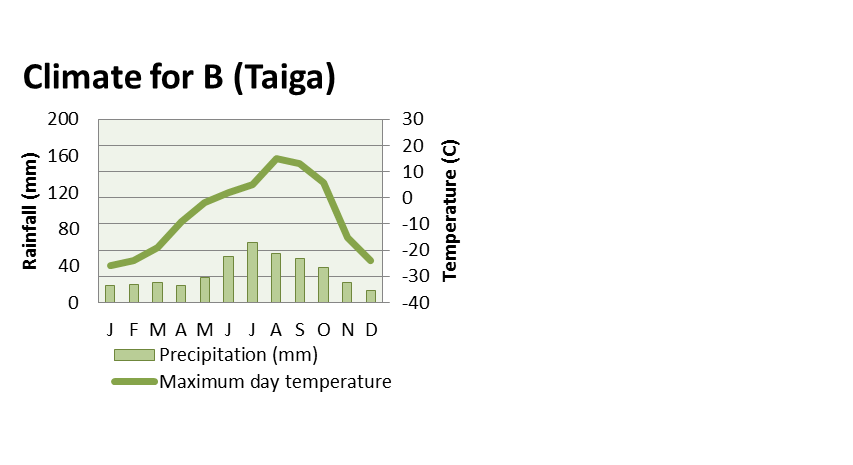 Climate for B (Taiga)
200
160
120
80
40
0
Rainfall (mm)
30
20
10
0
-10
-20
-30
-40
Temperature (C)
J F M A M J J A S O N D
Precipitation (mm)
Maximum day temperature